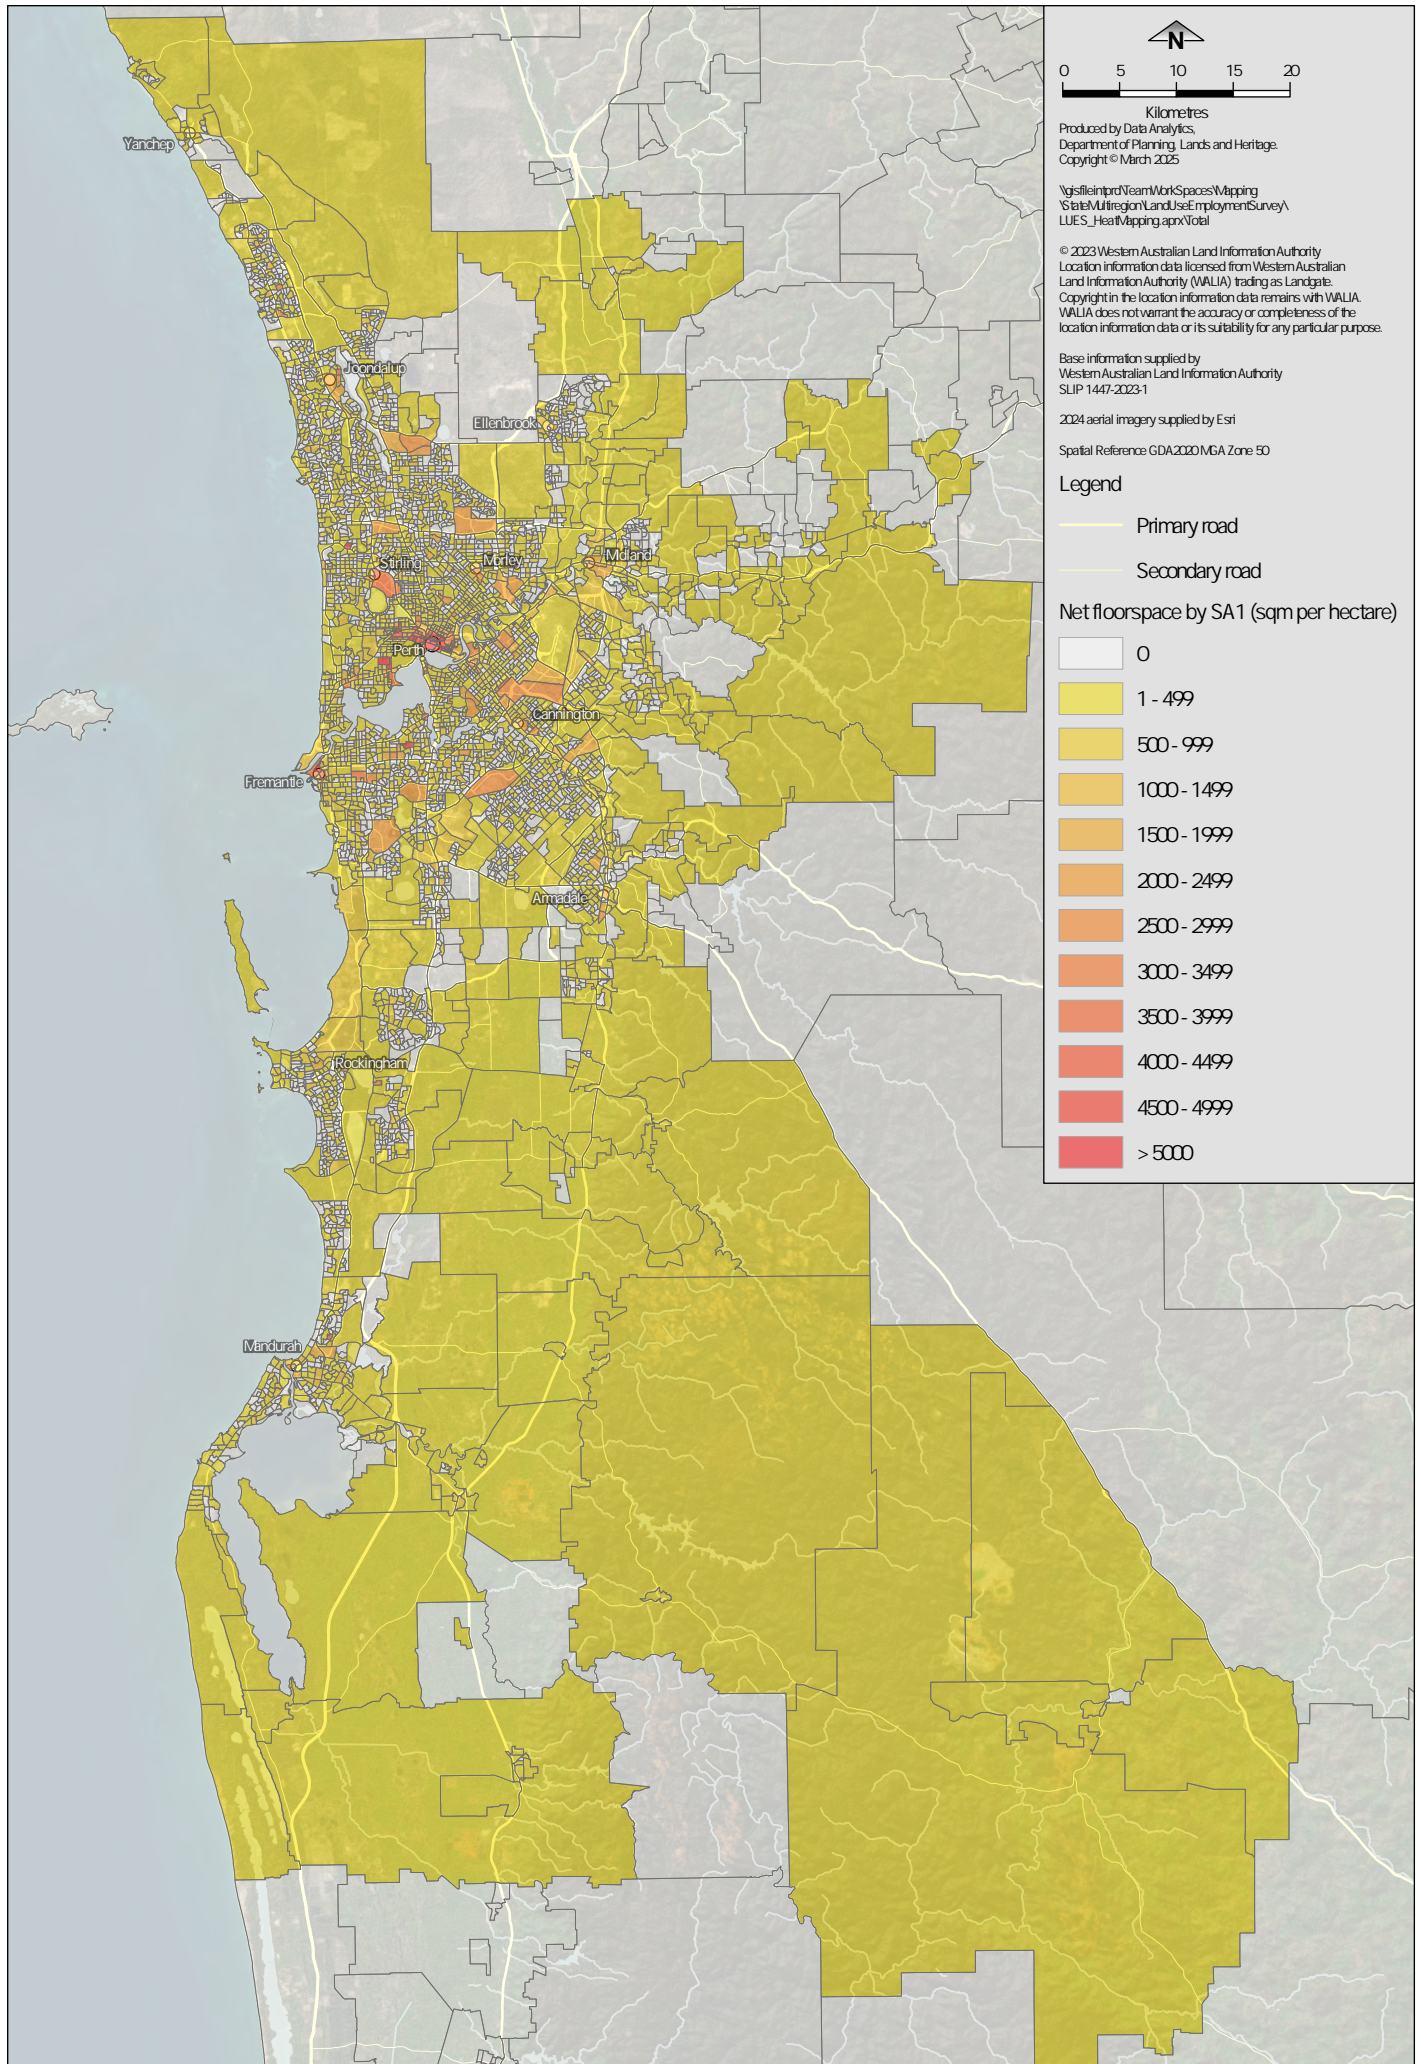 N
0 5 10 15 20
Kilometres
Produced by Data Analytics,
Department of Planning, Lands and Heritage.
Copyright © March 2025
\\gisfileintprd\TeamWorkSpaces\Mapping
\StateMultiregion\LandUseEmploymentSurvey\
LUES_HeatMapping.aprx\Total
© 2023 Western Australian Land Information Authority
Location information data licensed from Western Australian
Land Information Authority (WALIA) trading as Landgate.
Copyright in the location information data remains with WALIA.
WALIA does not warrant the accuracy or completeness of the
location information data or its suitability for any particular purpose.
Base information supplied by
Western Australian Land Information Authority
SLIP 1447-2023-1
2024 aerial imagery supplied by Esri
Spatial Reference GDA2020 MGA Zone 50
Legend
Primary road
Secondary road
Net floorspace by SA1 (sqm per hectare)
0
1 - 499
500 - 999
1000 - 1499
1500 - 1999
2000 - 2499
2500 - 2999
3000 - 3499
3500 - 3999
4000 - 4499
4500 - 4999
> 5000
Yanchep
Joondalup
Ellenbrook
Stirling
Morley
Midland
Perth
Cannington
Fremantle
Armadale
Rockingham
Mandurah